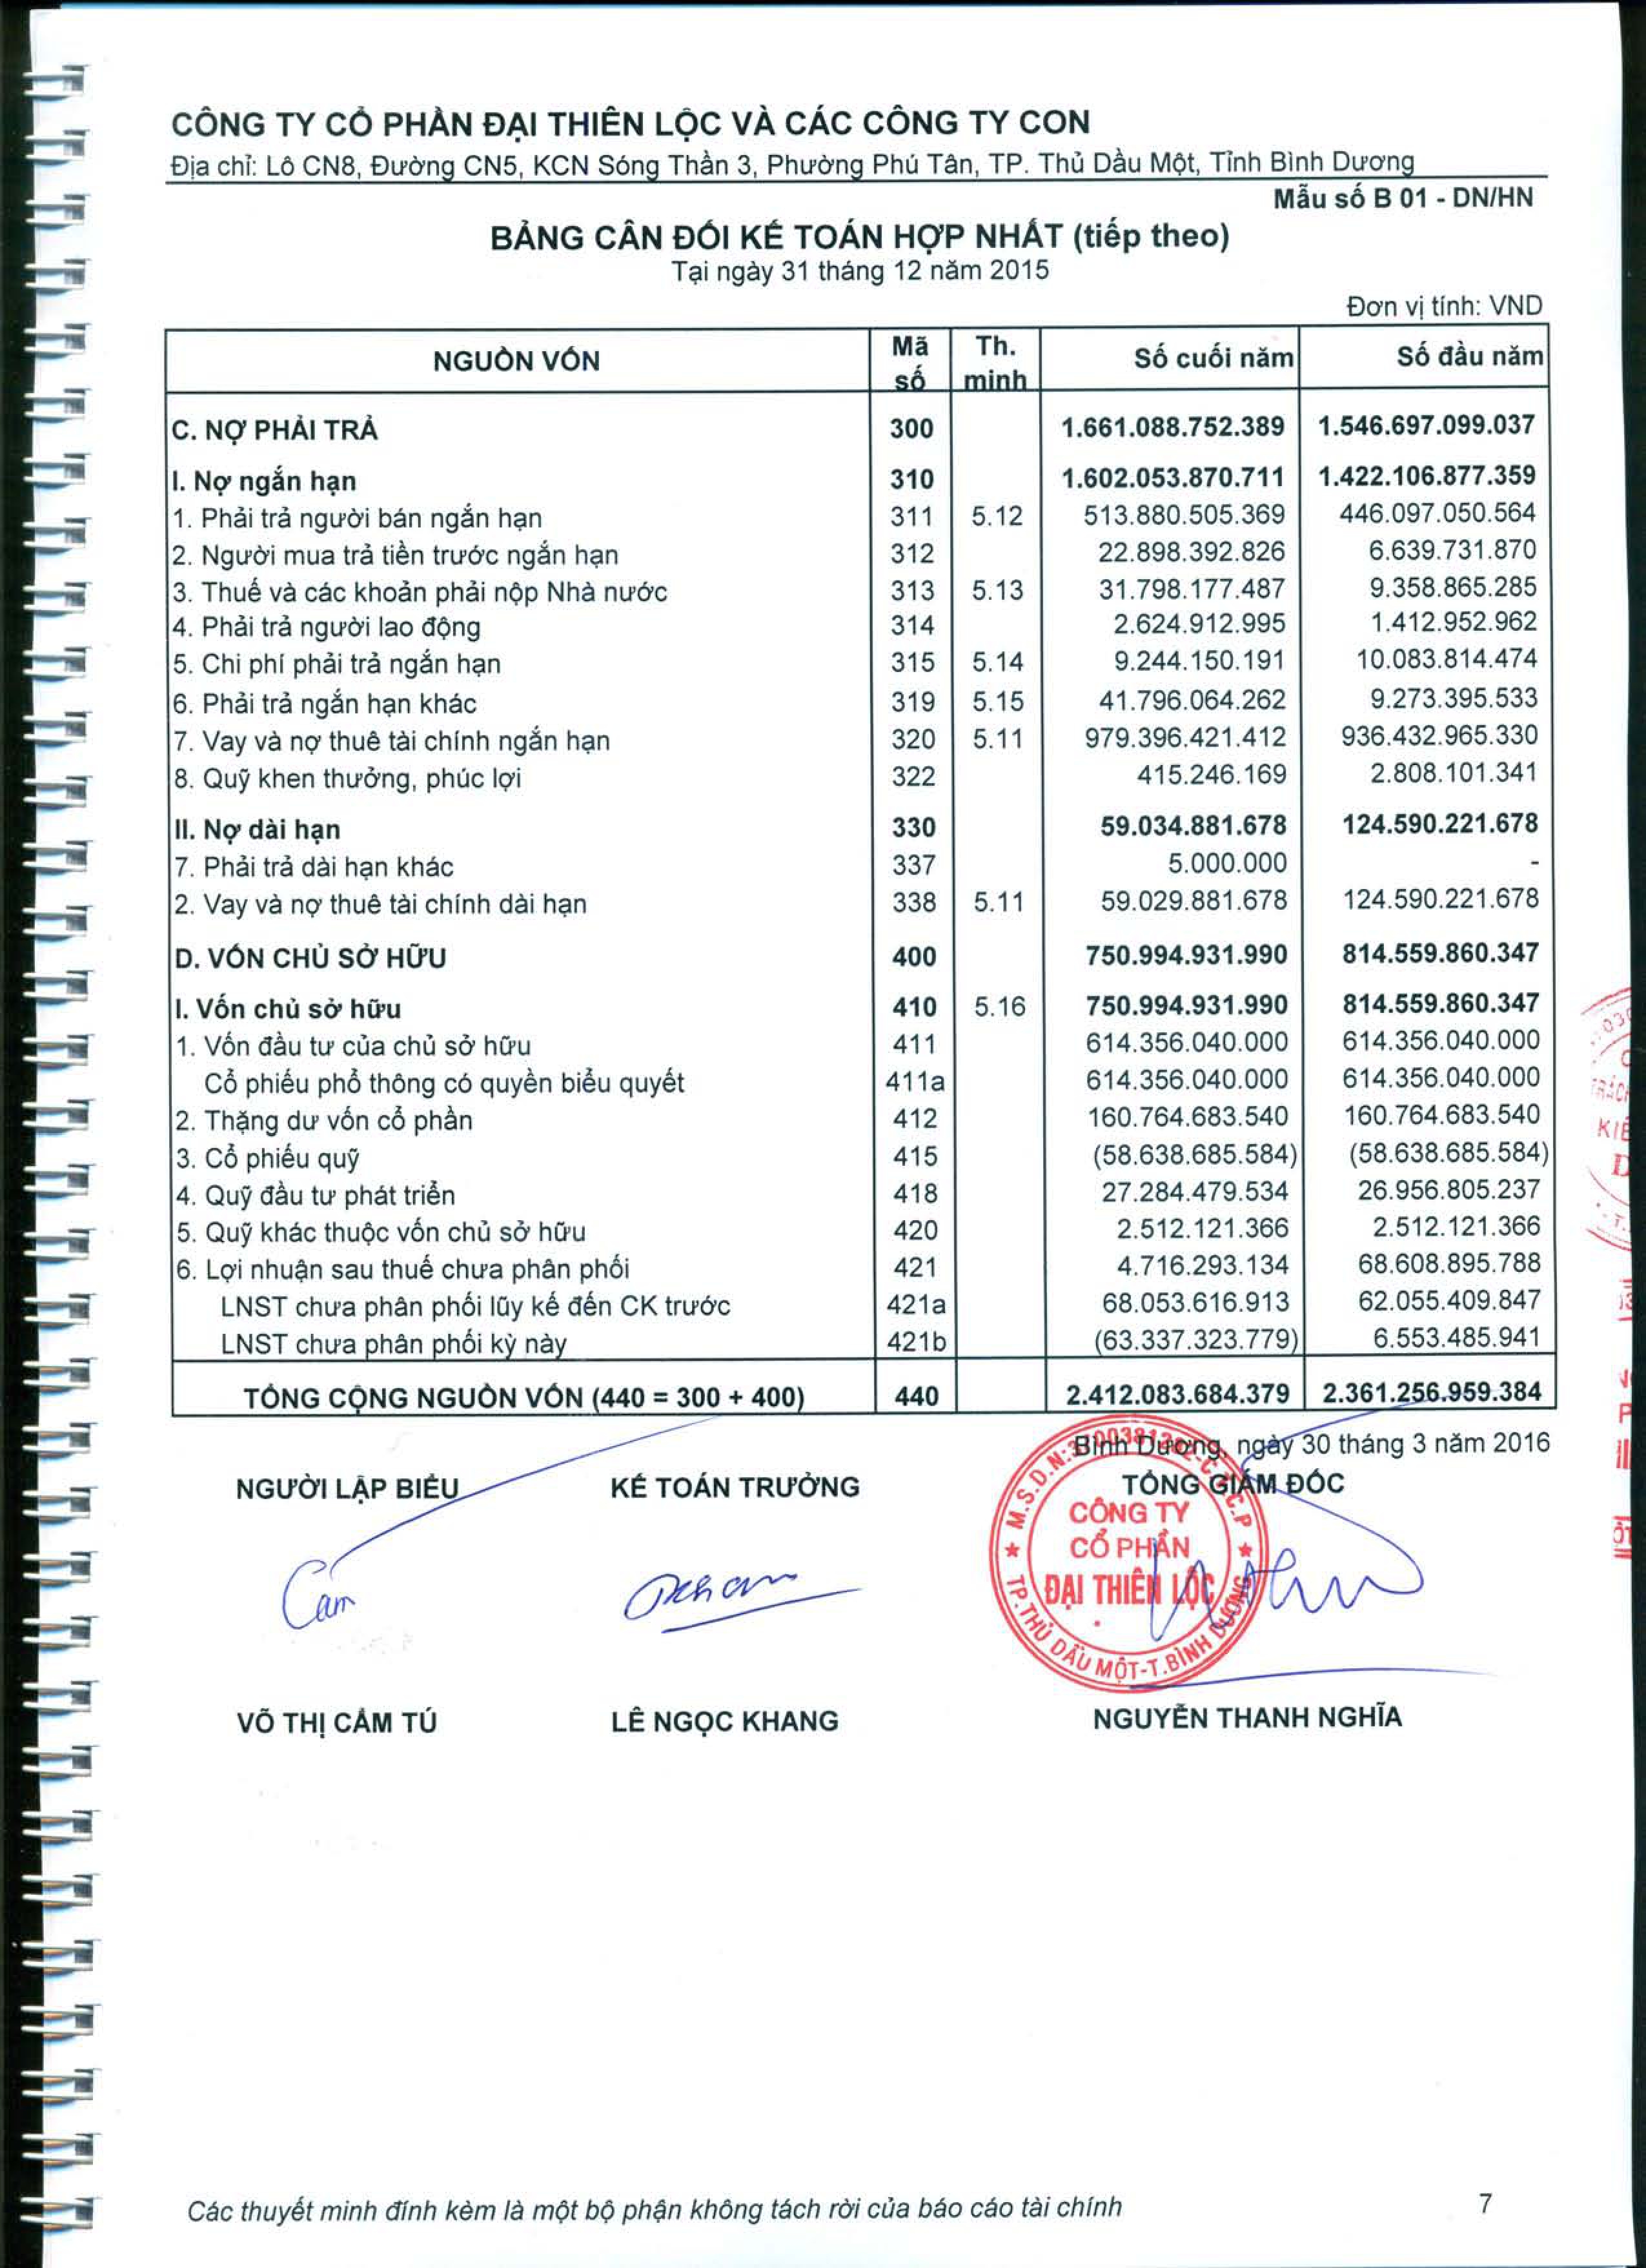 CÔNG TY CỔ PHẦN ĐẠI THIÊN LỘC VÀ CÁC CÔNG TY CON
Địa chỉ: Lô CN8, Đường CN5, KCN Sóng Thần 3, Phường Phú Tân, TP. Thủ Dầu Một, Tỉnh Bình Dương
Mẫu số B 01 - DN/HN
BẢNG CÂN ĐỐI KẾ TOÁN HỢP NHẤT (tiếp theo)
Tại ngày 31 tháng 12 năm 2015
Đơn vị tính: VND
NGUỒN VỐN Mã số Th. minh Số cuối năm Số đầu năm
C. NỢ PHẢI TRẢ 300 1.661.088.752.389 1.546.697.099.037
I. Nợ ngắn hạn 310 1.602.053.870.711 1.422.106.877.359
1. Phải trả người bán ngắn hạn 311 5.12 513.880.505.369 446.097.050.564
2. Người mua trả tiền trước ngắn hạn 312 22.898.392.826 6.639.731.870
3. Thuế và các khoản phải nộp Nhà nước 313 5.13 31.798.177.487 9.358.865.285
4. Phải trả người lao động 314 2.624.912.995 1.412.952.962
5. Chi phí phải trả ngắn hạn 315 5.14 9.244.150.191 10.083.814.474
6. Phải trả ngắn hạn khác 319 5.15 41.796.064.262 9.273.395.533
7. Vay và nợ thuê tài chính ngắn hạn 320 5.11 979.396.421.412 936.432.965.330
8. Quỹ khen thưởng, phúc lợi 322 415.246.169 2.808.101.341
II. Nợ dài hạn 330 59.034.881.678 124.590.221.678
7. Phải trả dài hạn khác 337 5.000.000 -
2. Vay và nợ thuê tài chính dài hạn 338 5.11 59.029.881.678 124.590.221.678
D. VỐN CHỦ SỞ HỮU 400 750.994.931.990 814.559.860.347
I. Vốn chủ sở hữu 410 5.16 750.994.931.990 814.559.860.347
1. Vốn đầu tư của chủ sở hữu 411 614.356.040.000 614.356.040.000
Cổ phiếu phổ thông có quyền biểu quyết 411a 614.356.040.000 614.356.040.000
2. Thặng dư vốn cổ phần 412 160.764.683.540 160.764.683.540
3. Cổ phiếu quỹ 415 (58.638.685.584) (58.638.685.584)
4. Quỹ đầu tư phát triển 418 27.284.479.534 26.956.805.237
5. Quỹ khác thuộc vốn chủ sở hữu 420 2.512.121.366 2.512.121.366
6. Lợi nhuận sau thuế chưa phân phối 421 4.716.293.134 68.608.895.788
LNST chưa phân phối lũy kế đến CK trước 421a 68.053.616.913 62.055.409.847
LNST chưa phân phối kỳ này 421b (63.337.323.779) 6.553.485.941
TỔNG CỘNG NGUỒN VỐN (440 = 300 + 400) 440 2.412.083.684.379 2.361.256.959.384
Bình Dương, ngày 30 tháng 3 năm 2016
NGƯỜI LẬP BIỂU KẾ TOÁN TRƯỞNG TỔNG GIÁM ĐỐC
CÔNG TY
CỔ PHẦN
ĐẠI THIÊN LỘC
TP.THỦ DẦU MỘT-T.BÌNH DƯƠNG
VÕ THỊ CẨM TÚ LÊ NGỌC KHANG NGUYỄN THANH NGHĨA
Các thuyết minh đính kèm là một bộ phận không tách rời của báo cáo tài chính 7